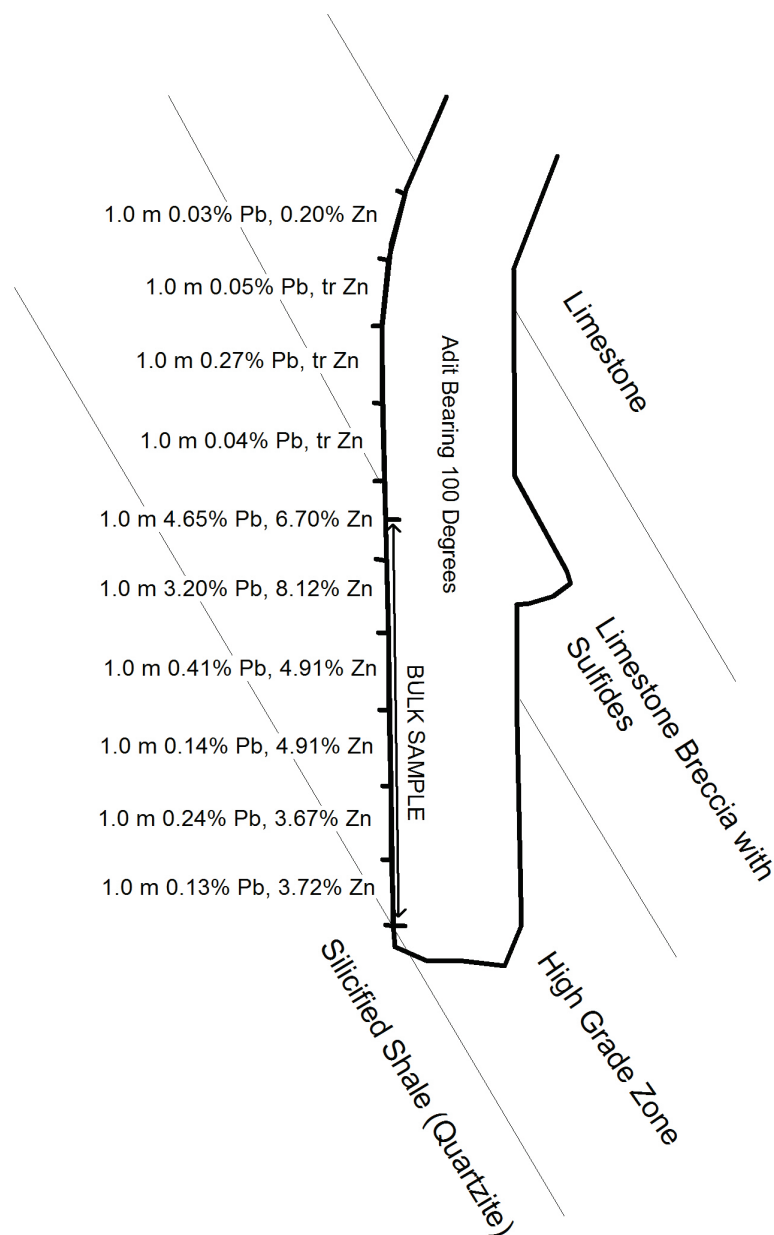 1.0 m 0.03% Pb, 0.20% Zn
1.0 m 0.05% Pb, tr Zn
1.0 m 0.27% Pb, tr Zn
1.0 m 0.04% Pb, tr Zn
1.0 m 4.65% Pb, 6.70% Zn
1.0 m 3.20% Pb, 8.12% Zn
1.0 m 0.41% Pb, 4.91% Zn
1.0 m 0.14% Pb, 4.91% Zn
1.0 m 0.24% Pb, 3.67% Zn
1.0 m 0.13% Pb, 3.72% Zn
Adit Bearing 100 Degrees
BULK SAMPLE
Limestone
Limestone Breccia with
Sulfides
High Grade Zone
Silicified Shale (Quartzite)